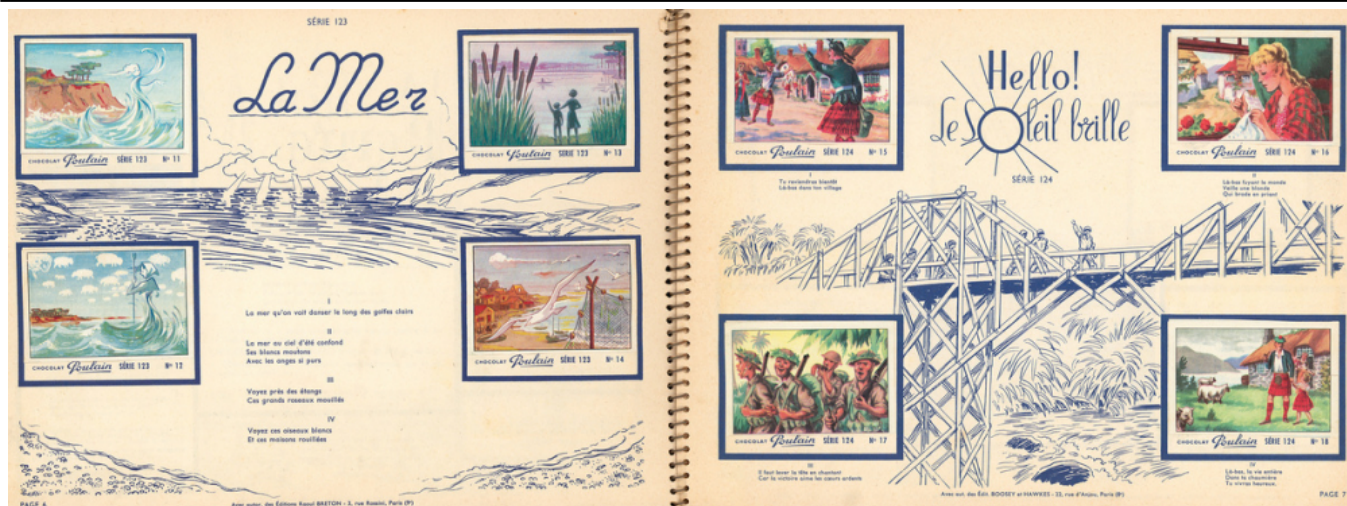 SÉRIE 123
La Mer
CHOCOLAT Poulain SÉRIE 123 Nº 11
CHOCOLAT Poulain SÉRIE 123 Nº 13
CHOCOLAT Poulain SÉRIE 123 Nº 12
CHOCOLAT Poulain SÉRIE 123 Nº 14
I
La mer qu'on voit danser le long des golfes clairs
II
La mer au ciel d'été confond
Ses blancs moutons
Avec les anges si purs
III
Voyez près des étangs
Ces grands roseaux mouillés
IV
Voyez ces oiseaux blancs
Et ces maisons rouillées
PAGE 6
Avec autor. des Éditions Raoul BRETON - 3, rue Rossini, Paris (9e)
Hello!
Le Soleil brille
SÉRIE 124
CHOCOLAT Poulain SÉRIE 124 Nº 15
I
Tu reviendras bientôt
Là-bas dans ton village
CHOCOLAT Poulain SÉRIE 124 Nº 16
II
Là-bas fuyant le monde
Veille une blonde
Qui brode en priant
CHOCOLAT Poulain SÉRIE 124 Nº 17
III
Il faut lever la tête en chantant
Car la victoire aime les cœurs ardents
CHOCOLAT Poulain SÉRIE 124 Nº 18
IV
Là-bas, la vie entière
Dans la chaumière
Tu vivras heureux.
Avec aut. des Édit. BOOSEY et HAWKES - 22, rue d'Anjou, Paris (8e)
PAGE 7